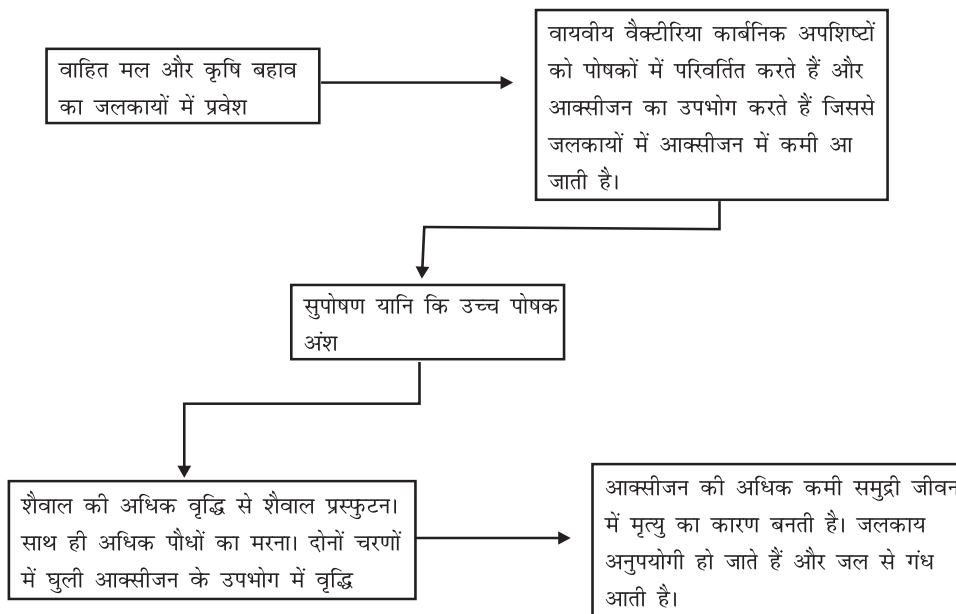 वाहित मल और कृषि बहाव
का जलकायों में प्रवेश
वायवीय वैक्टीरिया कार्बनिक अपशिष्टों
को पोषकों में परिवर्तित करते हैं और
आक्सीजन का उपभोग करते हैं जिससे
जलकायों में आक्सीजन में कमी आ
जाती है।
सुपोषण यानि कि उच्च पोषक
अंश
शैवाल की अधिक वृद्धि से शैवाल प्रस्फुटन।
साथ ही अधिक पौधों का मरना। दोनों चरणों
में घुली आक्सीजन के उपभोग में वृद्धि
आक्सीजन की अधिक कमी समुद्री जीवन
में मृत्यु का कारण बनती है। जलकाय
अनुपयोगी हो जाते हैं और जल से गंध
आती है।